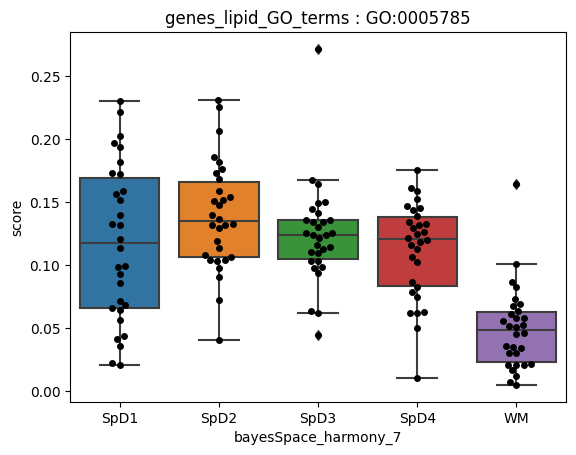 genes_lipid_GO_terms : GO:0005785
score
0.25
0.20
0.15
0.10
0.05
0.00
SpD1 SpD2 SpD3 SpD4 WM
bayesSpace_harmony_7